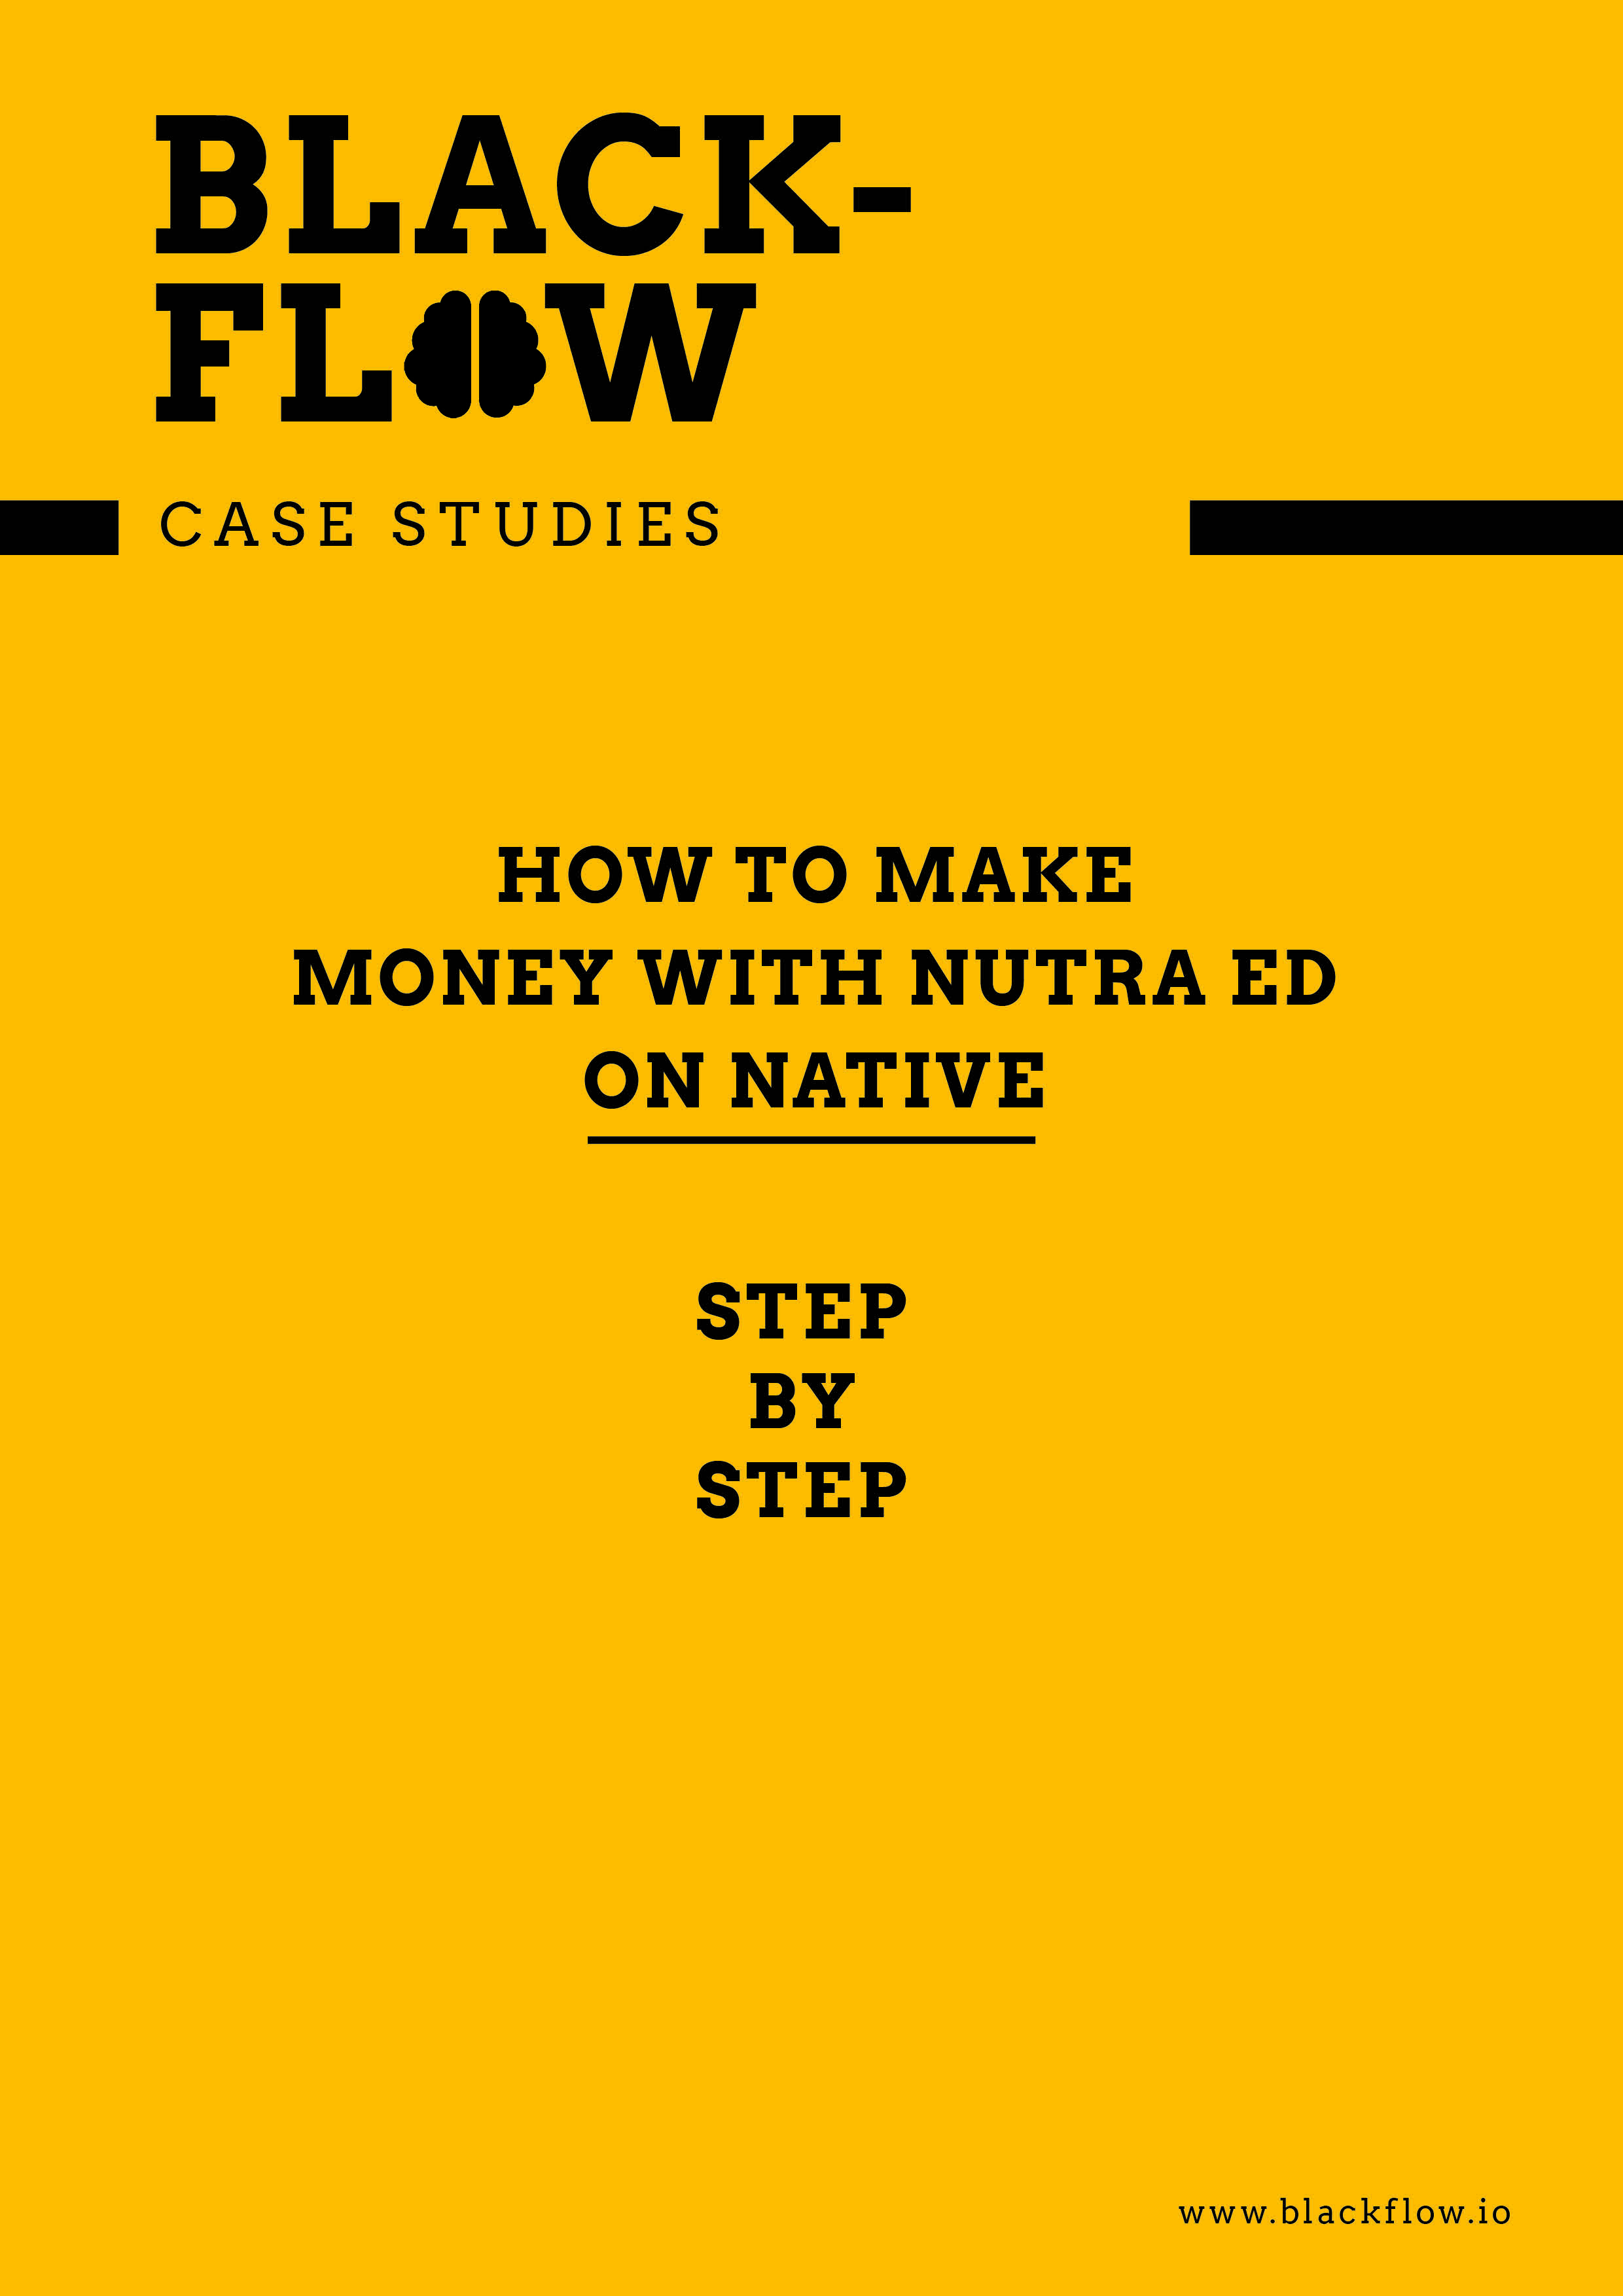 BLACK-
FLOW
CASE STUDIES
HOW TO MAKE
MONEY WITH NUTRA ED
ON NATIVE
STEP
BY
STEP
www.blackflow.io